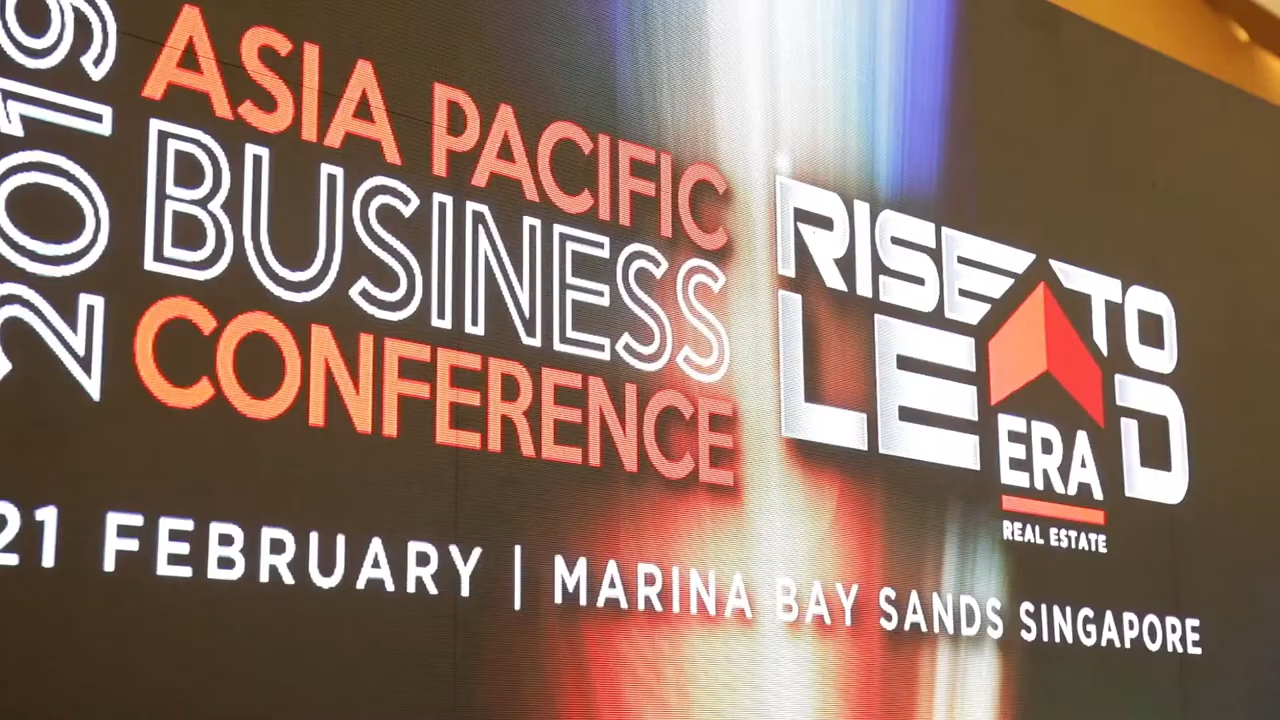 2019
ASIA PACIFIC
BUSINESS
CONFERENCE
RISE TO
LEAD
ERA
REAL ESTATE
21 FEBRUARY | MARINA BAY SANDS SINGAPORE